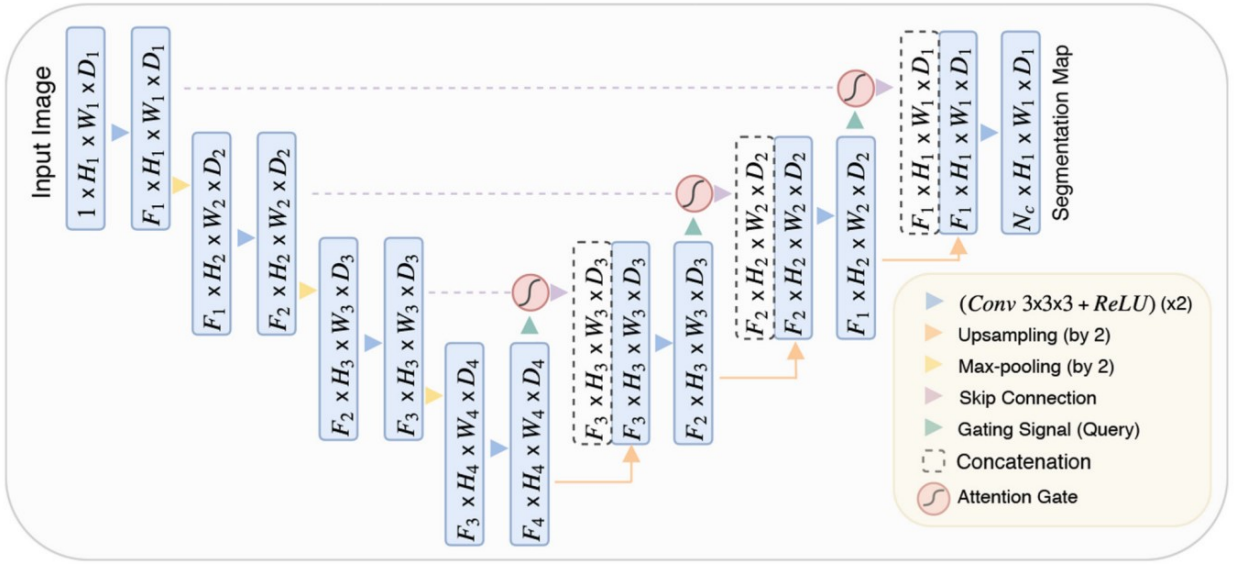 Input Image
1 x H₁ x W₁ x D₁
F₁ x H₁ x W₁ x D₁
F₁ x H₂ x W₂ x D₂
F₂ x H₂ x W₂ x D₂
F₂ x H₃ x W₃ x D₃
F₃ x H₃ x W₃ x D₃
F₃ x H₄ x W₄ x D₄
F₄ x H₄ x W₄ x D₄
F₃ x H₃ x W₃ x D₃
F₃ x H₃ x W₃ x D₃
F₂ x H₃ x W₃ x D₃
F₂ x H₂ x W₂ x D₂
F₂ x H₂ x W₂ x D₂
F₁ x H₂ x W₂ x D₂
F₁ x H₁ x W₁ x D₁
F₁ x H₁ x W₁ x D₁
N_c x H₁ x W₁ x D₁
Segmentation Map
(Conv 3x3x3 + ReLU) (x2)
Upsampling (by 2)
Max-pooling (by 2)
Skip Connection
Gating Signal (Query)
Concatenation
Attention Gate